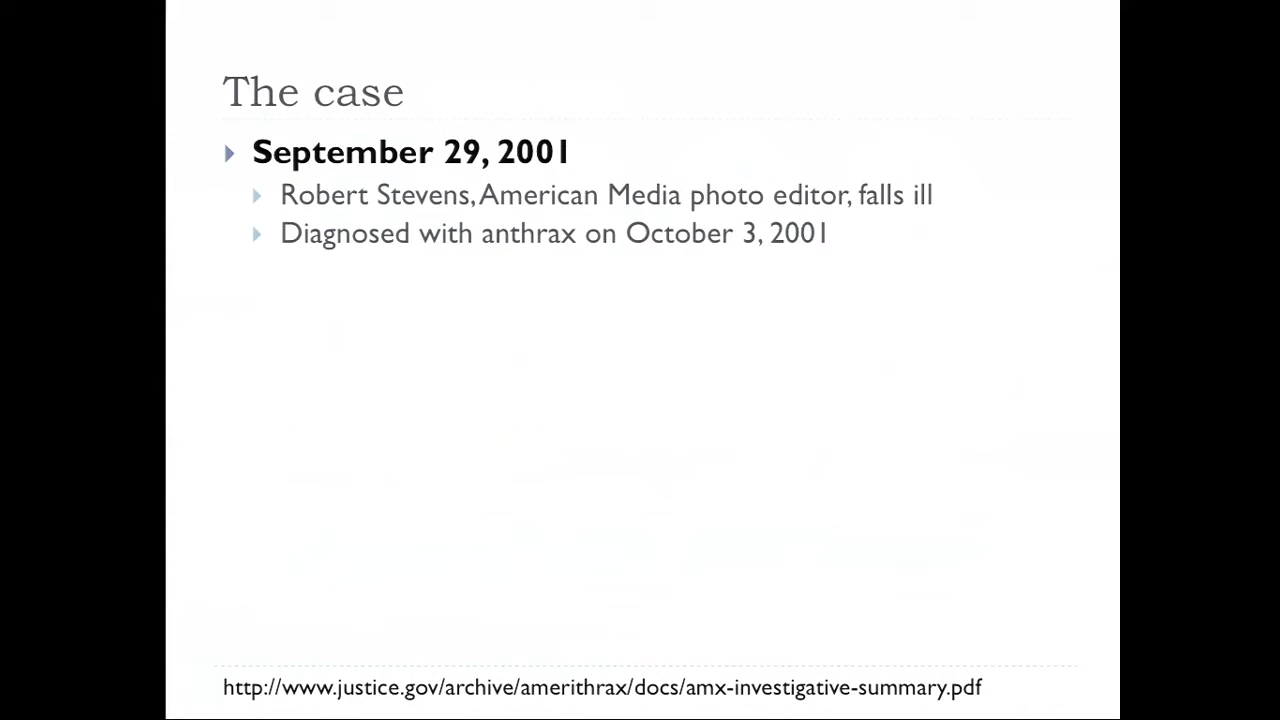 The case
September 29, 2001
Robert Stevens, American Media photo editor, falls ill
Diagnosed with anthrax on October 3, 2001
http://www.justice.gov/archive/amerithrax/docs/amx-investigative-summary.pdf